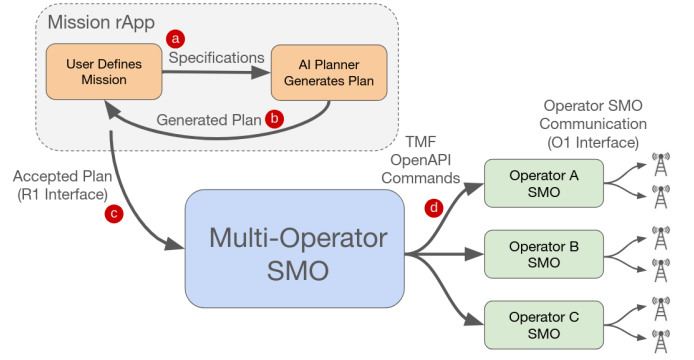 Mission rApp
a
Specifications
User Defines
Mission
AI Planner
Generates Plan
Generated Plan
b
Accepted Plan
(R1 Interface)
c
Multi-Operator
SMO
TMF
OpenAPI
Commands
d
Operator SMO
Communication
(O1 Interface)
Operator A
SMO
Operator B
SMO
Operator C
SMO